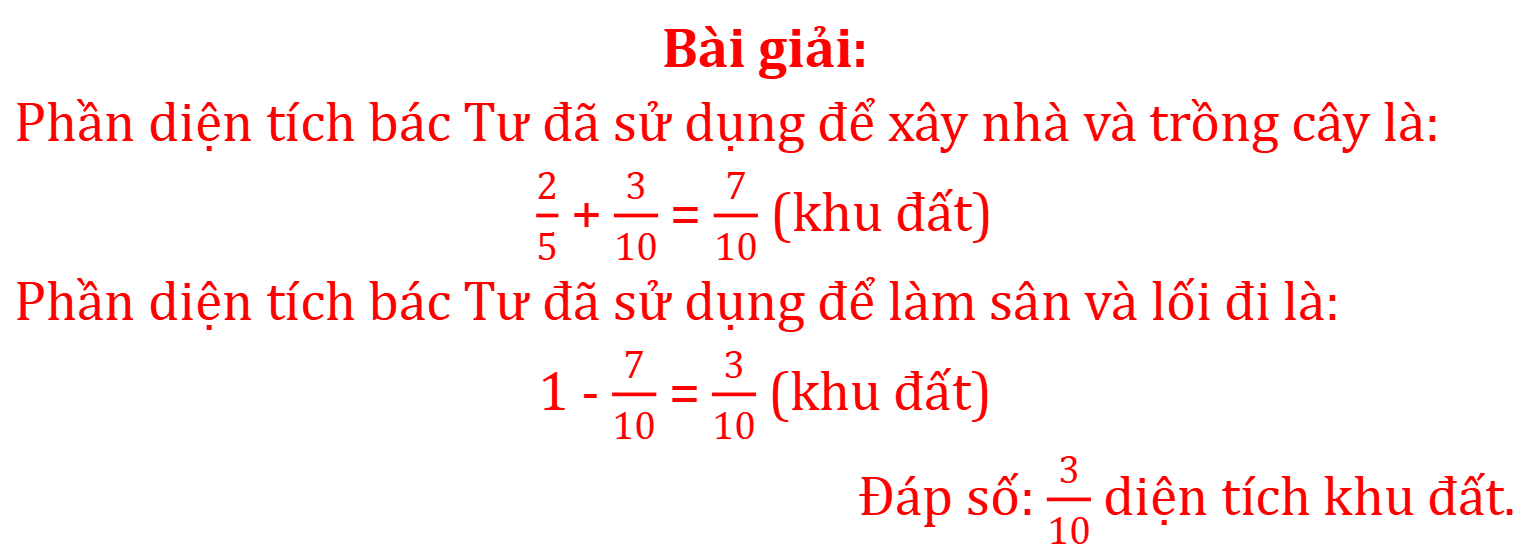 Bài giải:
Phần diện tích bác Tư đã sử dụng để xây nhà và trồng cây là:
2/5 + 3/10 = 7/10 (khu đất)
Phần diện tích bác Tư đã sử dụng để làm sân và lối đi là:
1 - 7/10 = 3/10 (khu đất)
Đáp số: 3/10 diện tích khu đất.